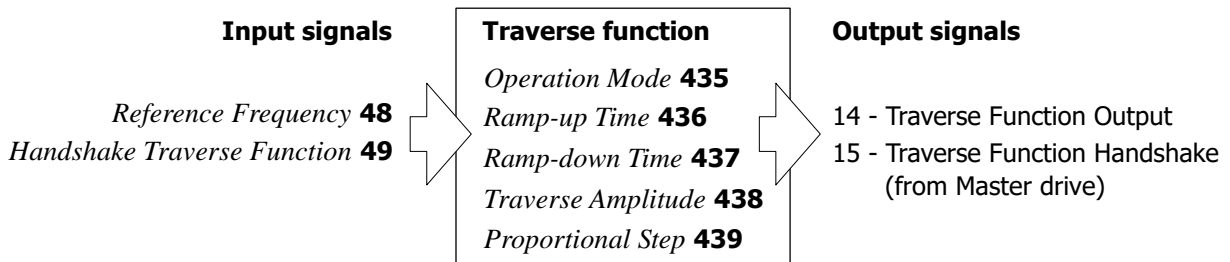 Input signals
Reference Frequency 48
Handshake Traverse Function 49
Traverse function
Operation Mode 435
Ramp-up Time 436
Ramp-down Time 437
Traverse Amplitude 438
Proportional Step 439
Output signals
14 - Traverse Function Output
15 - Traverse Function Handshake
(from Master drive)